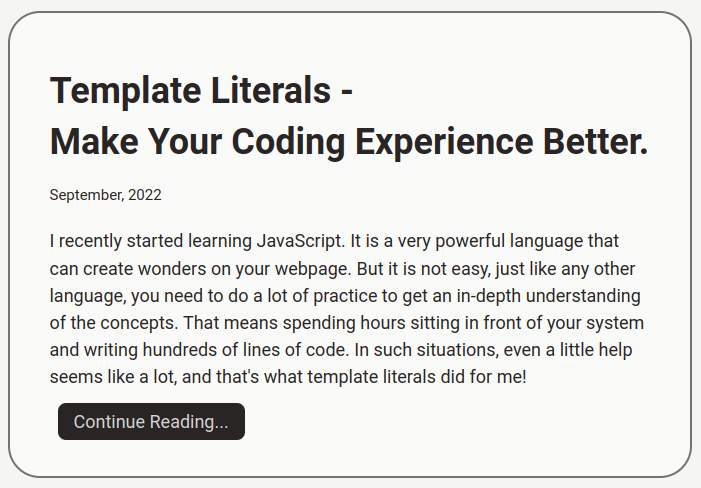 Template Literals -
Make Your Coding Experience Better.
September, 2022
I recently started learning JavaScript. It is a very powerful language that
can create wonders on your webpage. But it is not easy, just like any other
language, you need to do a lot of practice to get an in-depth understanding
of the concepts. That means spending hours sitting in front of your system
and writing hundreds of lines of code. In such situations, even a little help
seems like a lot, and that's what template literals did for me!
Continue Reading...